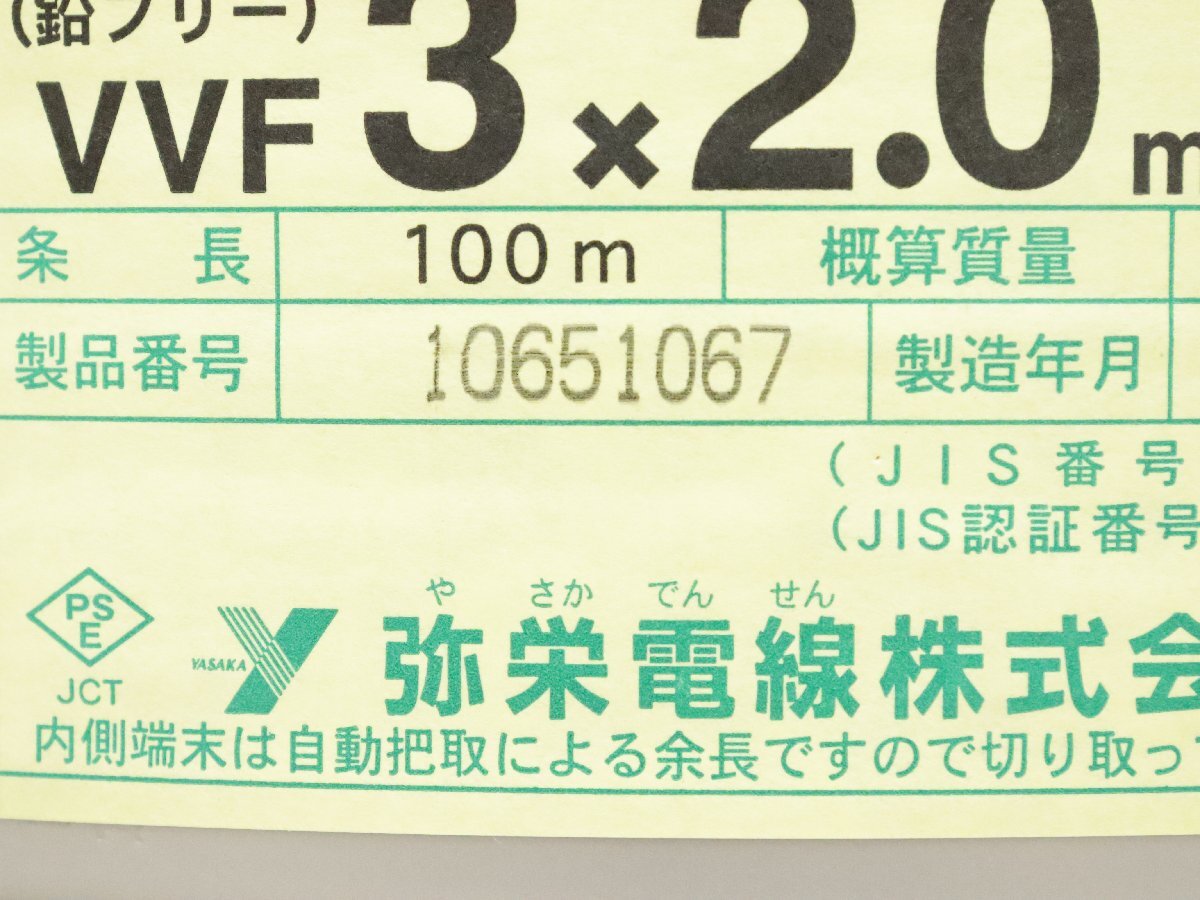 (鉛フリー)
VVF 3×2.0 m
条 長 100m 概算質量
製品番号 10651067 製造年月
(JIS番号
(JIS認証番号
や さか でん せん
PS E JCT YASAKA 弥栄電線株式会
内側端末は自動把取による余長ですので切り取っ